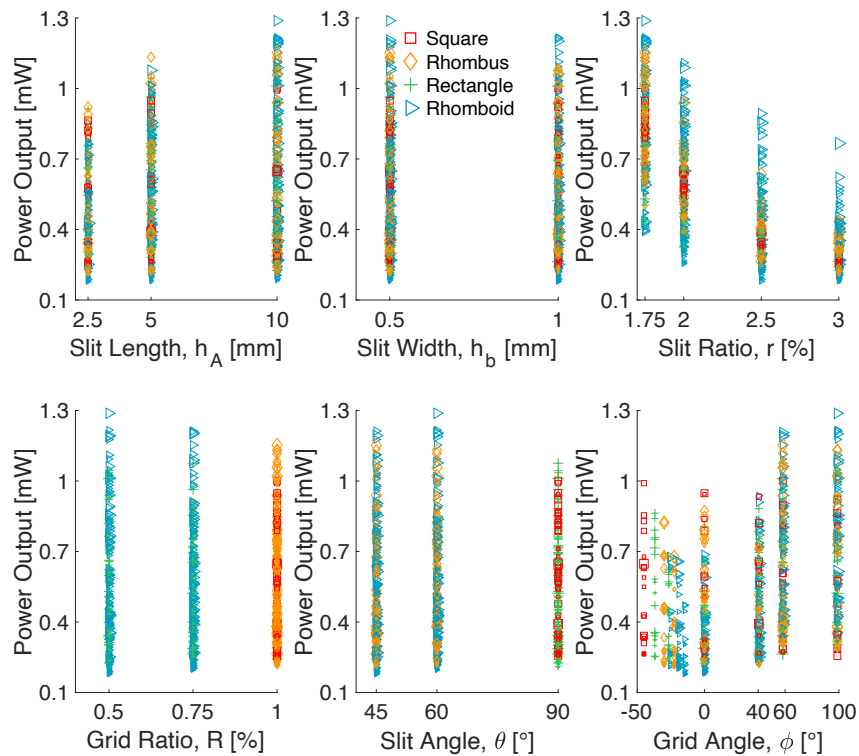 1.3
1
0.7
0.4
0.1
Power Output [mW]
2.5 5 10
Slit Length, h_A [mm]
1.3
1
0.7
0.4
0.1
Power Output [mW]
Square
Rhombus
Rectangle
Rhomboid
0.5 1
Slit Width, h_b [mm]
1.3
1
0.7
0.4
0.1
Power Output [mW]
1.75 2 2.5 3
Slit Ratio, r [%]
1.3
1
0.7
0.4
0.1
Power Output [mW]
0.5 0.75 1
Grid Ratio, R [%]
1.3
1
0.7
0.4
0.1
Power Output [mW]
45 60 90
Slit Angle, θ [°]
1.3
1
0.7
0.4
0.1
Power Output [mW]
-50 0 40 60 100
Grid Angle, ϕ [°]